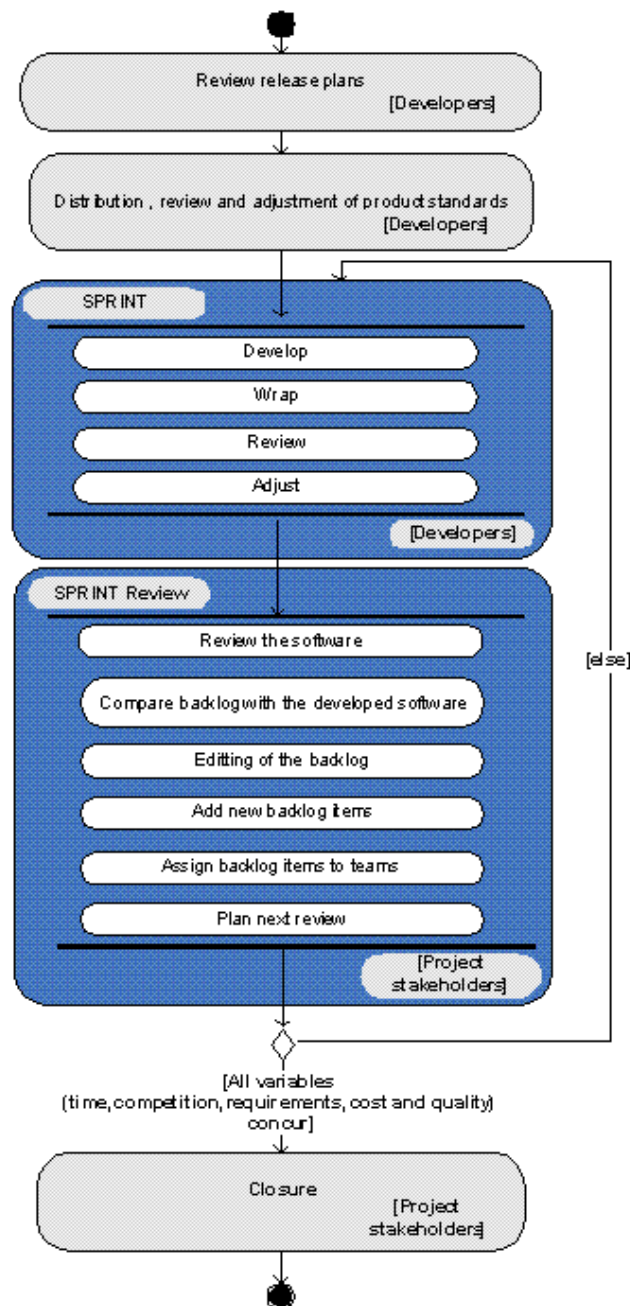 Review release plans
[Developers]
Distribution , review and adjustment of product standards
[Developers]
SPRINT
Develop
Wrap
Review
Adjust
[Developers]
SPRINT Review
Review the software
[else]
Compare backlog with the developed software
Editting of the backlog
Add new backlog items
Assign backlog items to teams
Plan next review
[Project
stakeholders]
[All variables
(time, competition, requirements, cost and quality)
concur]
Closure
[Project
stakeholders]